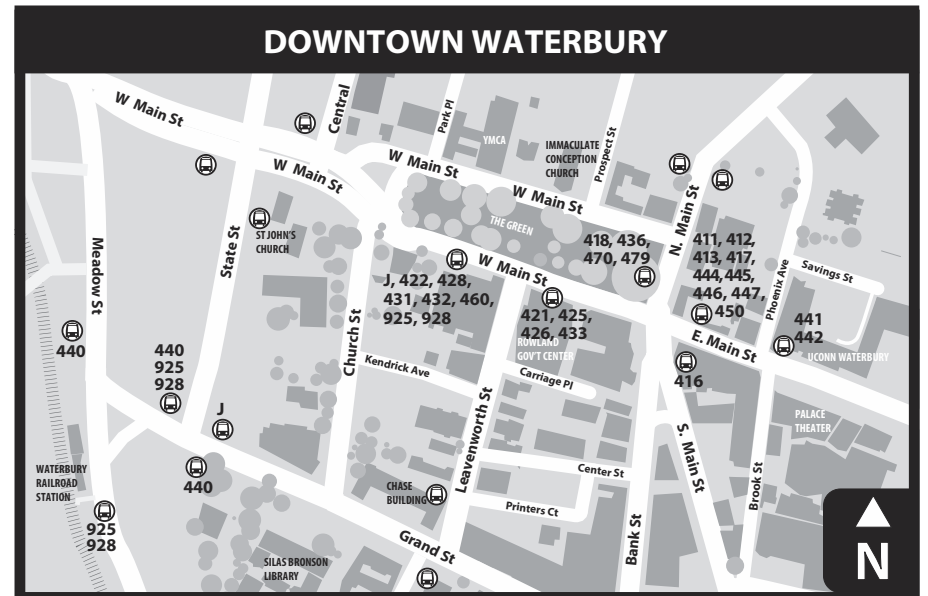 DOWNTOWN WATERBURY
W Main St
Central
Park Pl
YMCA
IMMACULATE
CONCEPTION
CHURCH
Prospect St
W Main St
W Main St
W Main St
THE GREEN
N. Main St
ST JOHN'S
CHURCH
State St
Meadow St
418, 436,
470, 479
411, 412,
413, 417,
444, 445,
446, 447,
450
Phoenix Ave
Savings St
W Main St
J, 422, 428,
431, 432, 460,
925, 928
421, 425,
426, 433
ROWLAND
GOV'T CENTER
E. Main St
441
442
UCONN WATERBURY
440
440
925
928
Church St
Kendrick Ave
Carriage Pl
416
J
Leavenworth St
PALACE
THEATER
S. Main St
WATERBURY
RAILROAD
STATION
440
CHASE
BUILDING
Center St
Printers Ct
Brook St
925
928
Grand St
Bank St
SILAS BRONSON
LIBRARY
N